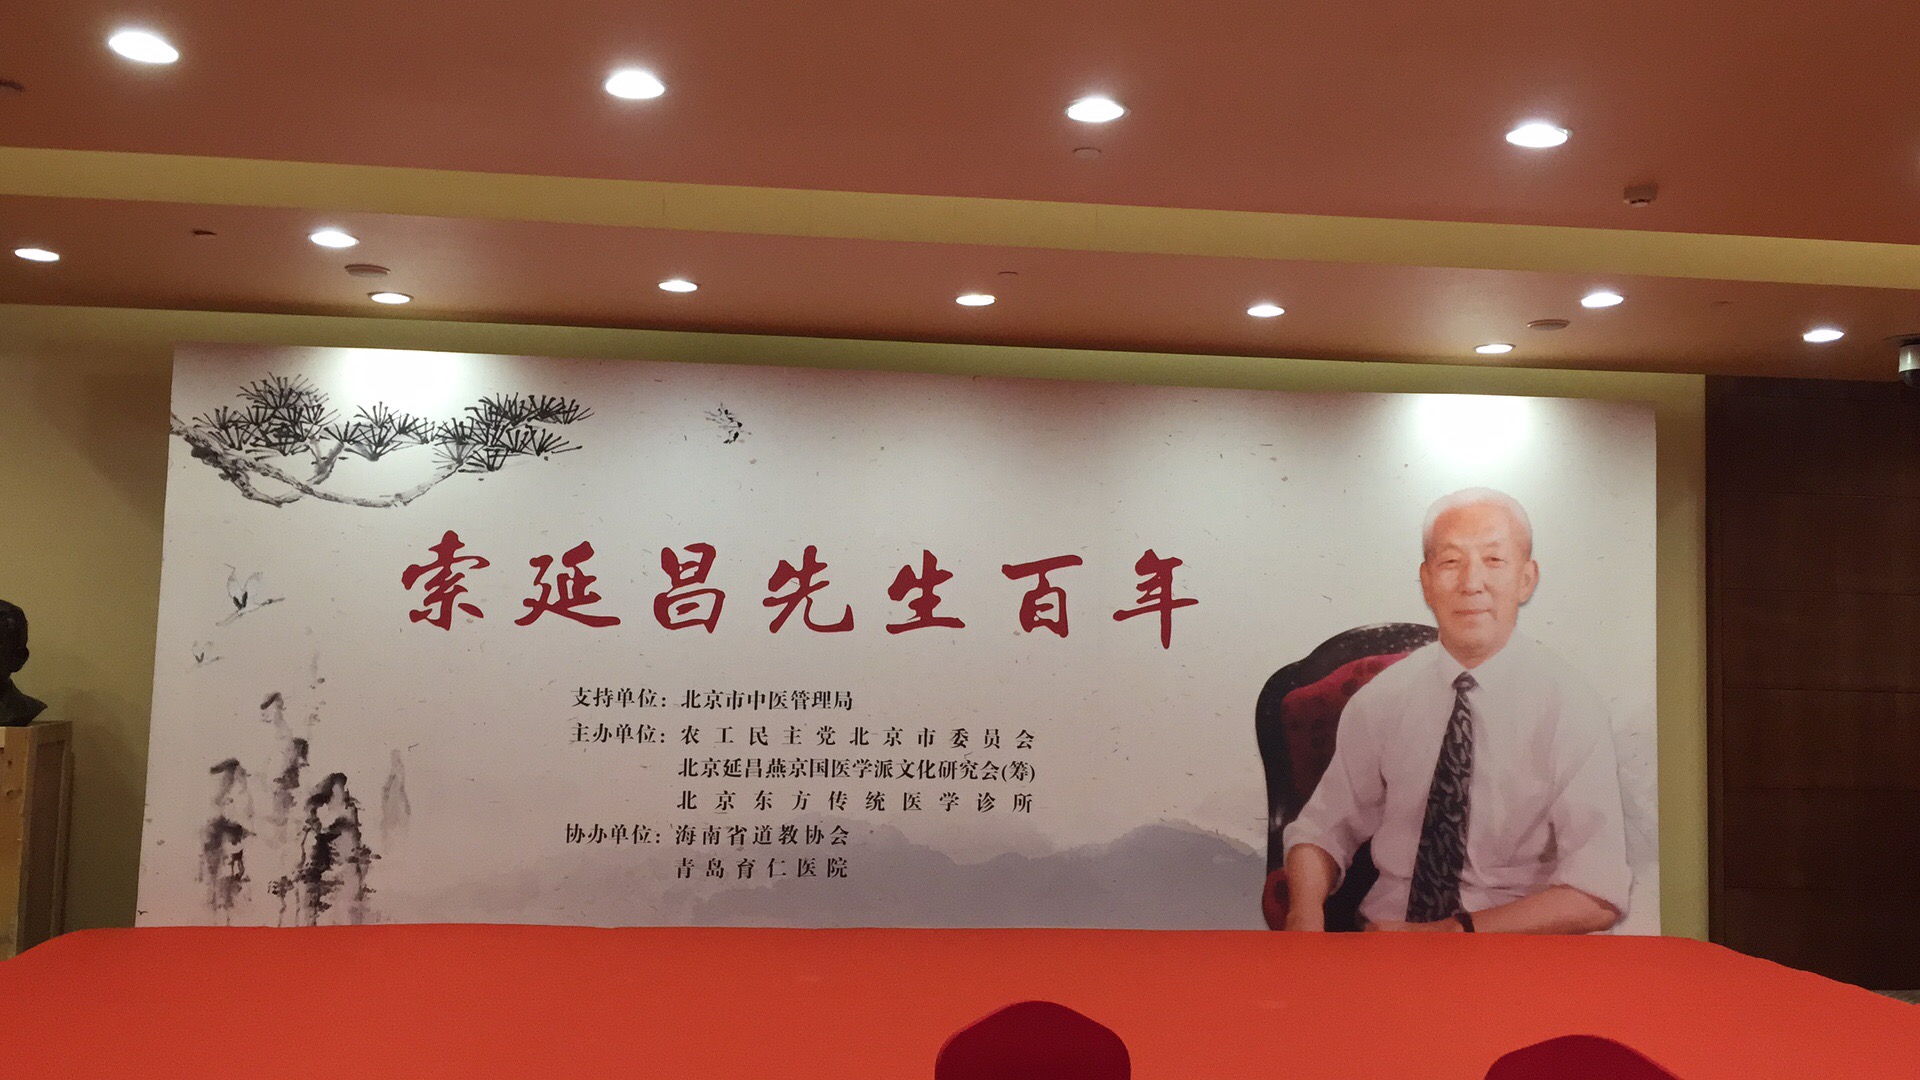 索延昌先生百年
支持单位：北京市中医管理局
主办单位：农工民主党北京市委员会
北京延昌燕京国医学派文化研究会(筹)
北京东方传统医学诊所
协办单位：海南省道教协会
青岛育仁医院